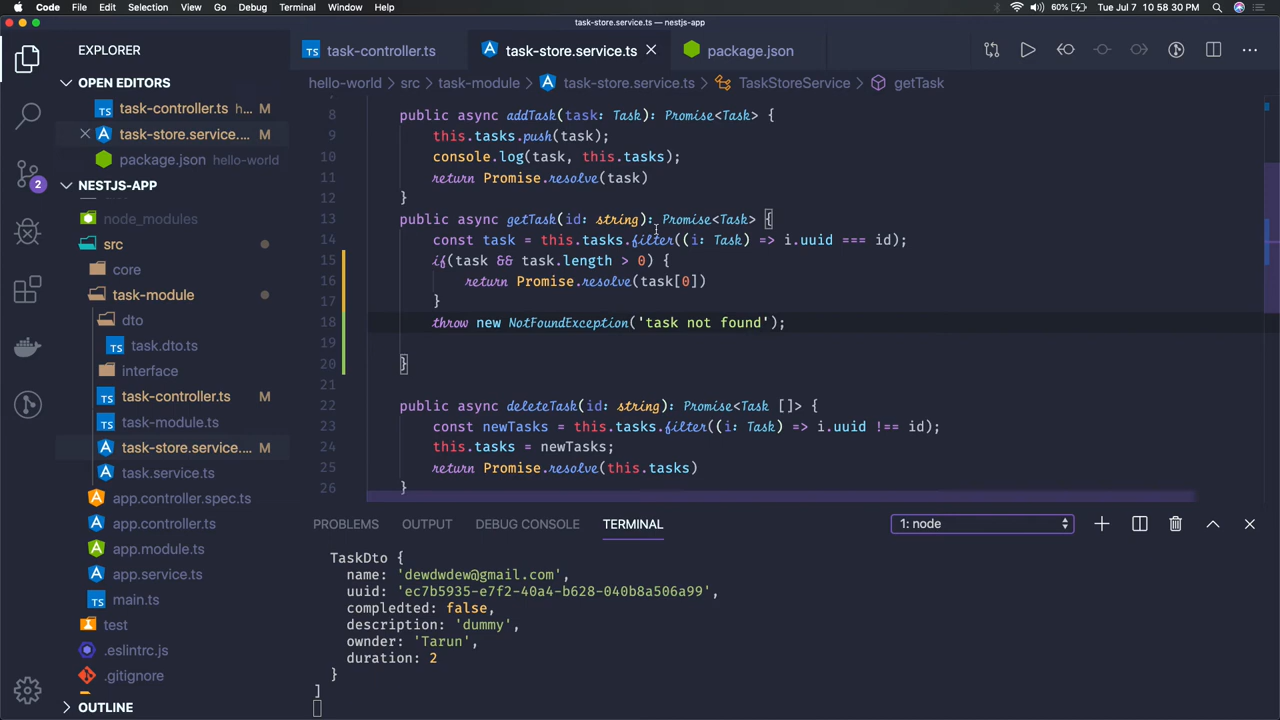 Code File Edit Selection View Go Debug Terminal Window Help 60% Tue Jul 7 10:58:30 PM
task-store.service.ts — nestjs-app
EXPLORER
OPEN EDITORS
task-controller.ts h... M
task-store.service.... M
package.json hello-world
NESTJS-APP
node_modules
src
core
task-module
dto
task.dto.ts
interface
task-controller.ts M
task-module.ts
task-store.service.... M
task.service.ts
app.controller.spec.ts
app.controller.ts
app.module.ts
app.service.ts
main.ts
test
.eslintrc.js
.gitignore
OUTLINE
2
TS task-controller.ts task-store.service.ts package.json
hello-world › src › task-module › task-store.service.ts › TaskStoreService › getTask
8 public async addTask(task: Task): Promise<Task> {
9 this.tasks.push(task);
10 console.log(task, this.tasks);
11 return Promise.resolve(task)
12 }
13 public async getTask(id: string): Promise<Task> {
14 const task = this.tasks.filter((i: Task) => i.uuid === id);
15 if(task && task.length > 0) {
16 return Promise.resolve(task[0])
17 }
18 throw new NotFoundException('task not found');
19
20 }
21
22 public async deleteTask(id: string): Promise<Task []> {
23 const newTasks = this.tasks.filter((i: Task) => i.uuid !== id);
24 this.tasks = newTasks;
25 return Promise.resolve(this.tasks)
26 }
PROBLEMS OUTPUT DEBUG CONSOLE TERMINAL 1: node
TaskDto {
name: 'dewdwdew@gmail.com',
uuid: 'ec7b5935-e7f2-40a4-b628-040b8a506a99',
compledted: false,
description: 'dummy',
ownder: 'Tarun',
duration: 2
}
]